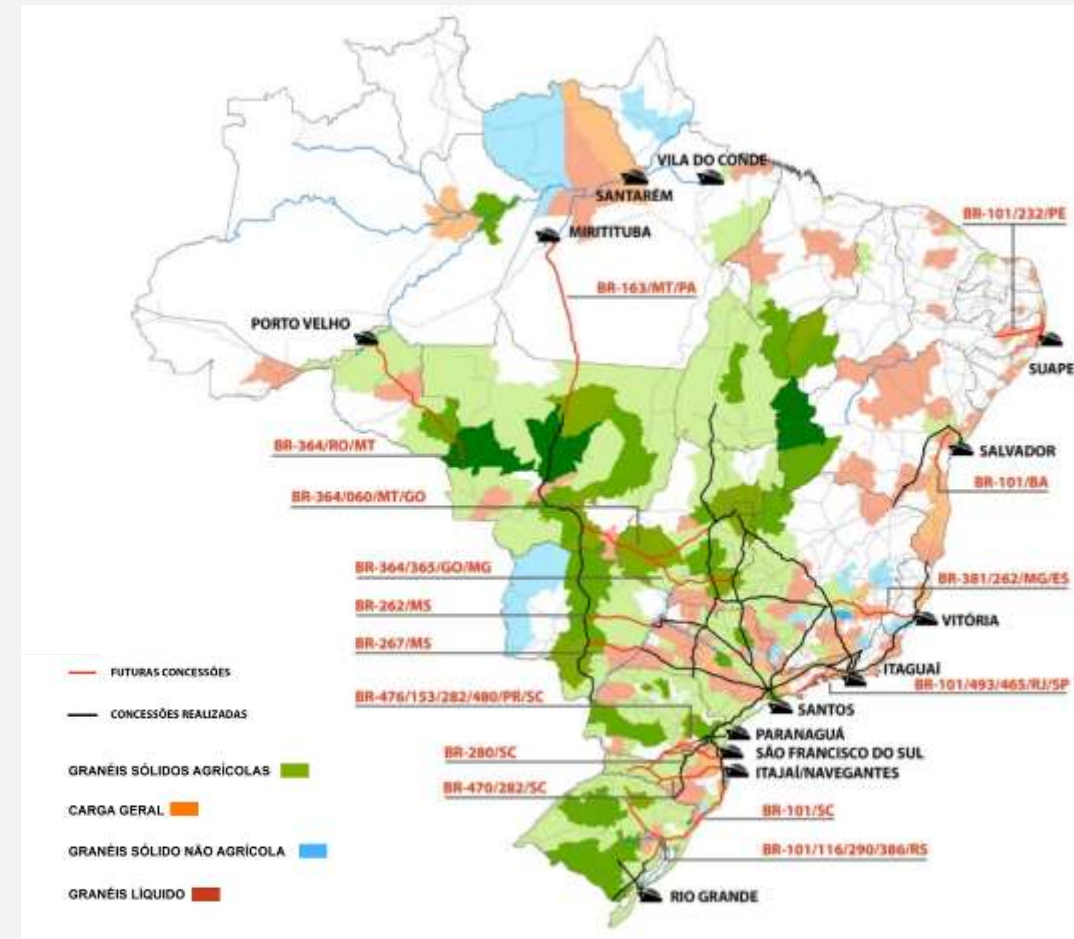 VILA DO CONDE
SANTARÉM
BR-101/232/PE
MIRITITUBA
BR-163/MT/PA
PORTO VELHO
SUAPE
BR-364/RO/MT
SALVADOR
BR-101/BA
BR-364/060/MT/GO
BR-364/365/GO/MG
BR-381/262/MG/ES
BR-262/MS
VITÓRIA
BR-267/MS
ITAGUAÍ
FUTURAS CONCESSÕES
BR-101/493/465/RJ/SP
BR-476/153/282/480/PR/SC
SANTOS
CONCESSÕES REALIZADAS
PARANAGUÁ
BR-280/SC
SÃO FRANCISCO DO SUL
GRANÉIS SÓLIDOS AGRÍCOLAS
ITAJAÍ/NAVEGANTES
BR-470/282/SC
CARGA GERAL
BR-101/SC
GRANÉIS SÓLIDO NÃO AGRÍCOLA
BR-101/116/290/386/RS
GRANÉIS LÍQUIDO
RIO GRANDE